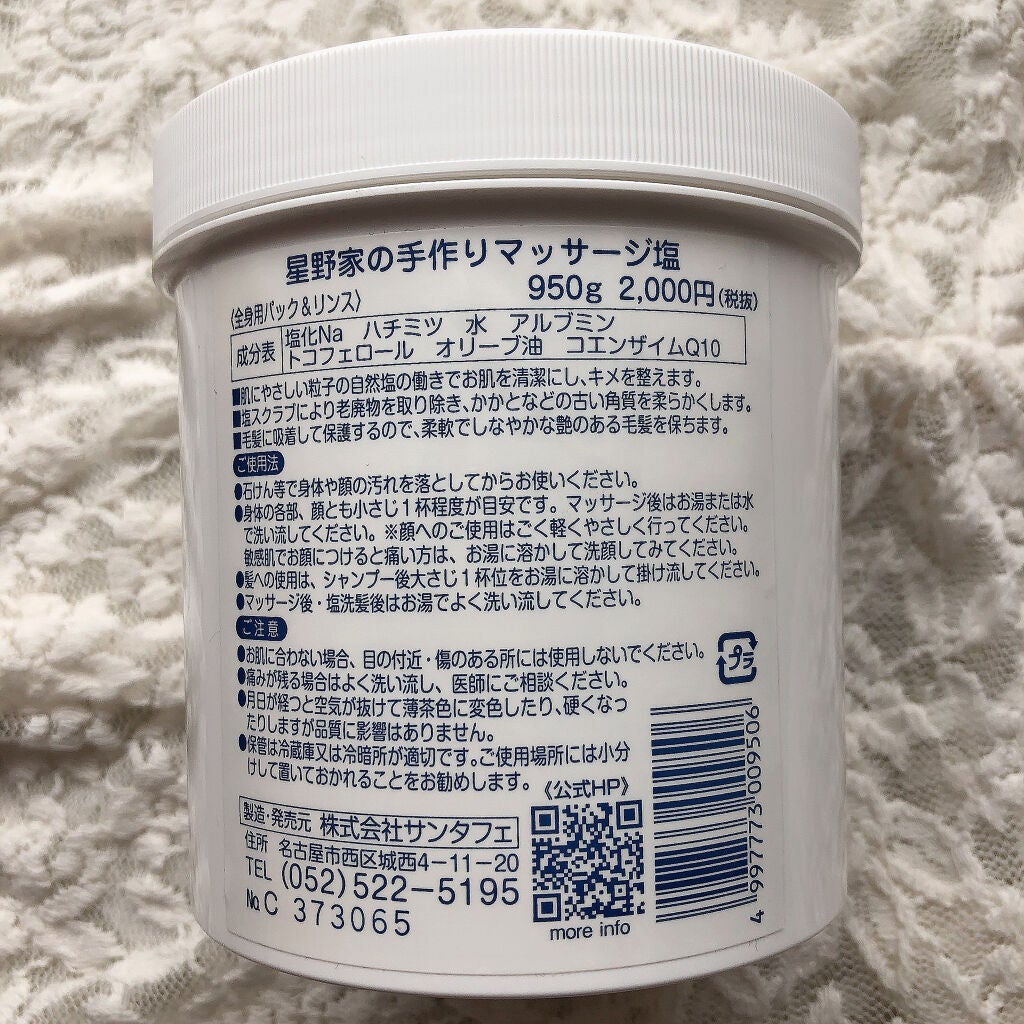 星野家の手作りマッサージ塩
〈全身用パック&リンス〉 950g 2,000円(税抜)
成分表 塩化Na ハチミツ 水 アルブミン
トコフェロール オリーブ油 コエンザイムQ10
■肌にやさしい粒子の自然塩の働きでお肌を清潔にし、キメを整えます。
■塩スクラブにより老廃物を取り除き、かかとなどの古い角質を柔らかくします。
■毛髪に吸着して保護するので、柔軟でしなやかな艶のある毛髪を保ちます。
ご使用法
●石けん等で身体や顔の汚れを落としてからお使いください。
●身体の各部、顔とも小さじ1杯程度が目安です。マッサージ後はお湯または水
で洗い流してください。※顔へのご使用はごく軽くやさしく行ってください。
敏感肌でお顔につけると痛い方は、お湯に溶かして洗顔してみてください。
●髪への使用は、シャンプー後大さじ1杯位をお湯に溶かして掛け流してください。
●マッサージ後・塩洗髪後はお湯でよく洗い流してください。
ご注意
●お肌に合わない場合、目の付近・傷のある所には使用しないでください。
●痛みが残る場合はよく洗い流し、医師にご相談ください。
●月日が経つと空気が抜けて薄茶色に変色したり、硬くなっ
たりしますが品質に影響はありません。
●保管は冷蔵庫又は冷暗所が適切です。ご使用場所には小分
けして置いておかれることをお勧めします。
プラ
《公式HP》
more info
製造・発売元 株式会社サンタフェ
住所 名古屋市西区城西4-11-20
TEL (052)522-5195
№C 373065
4 997773 009506